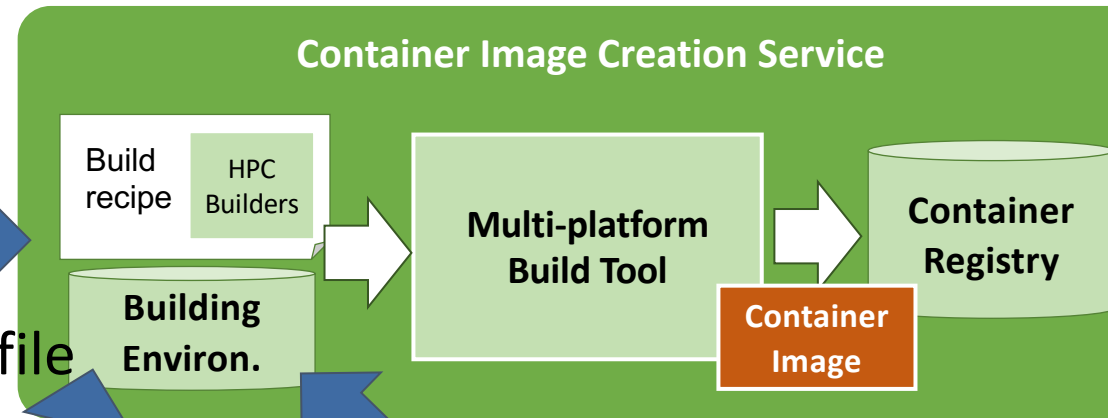 Container Image Creation Service
Build
recipe
HPC
Builders
Multi-platform
Build Tool
Container
Registry
Building
Environ.
file
Container
Image